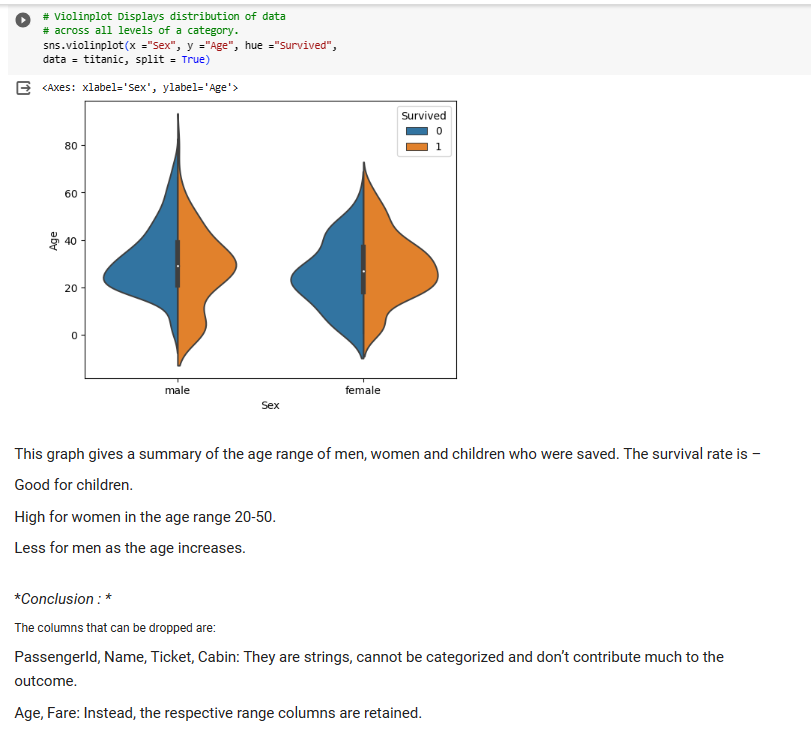 # Violinplot Displays distribution of data
# across all levels of a category.
sns.violinplot(x ="Sex", y ="Age", hue ="Survived",
data = titanic, split = True)
<Axes: xlabel='Sex', ylabel='Age'>
Survived
0
1
80
60
40
20
0
Age
male
female
Sex
This graph gives a summary of the age range of men, women and children who were saved. The survival rate is –
Good for children.
High for women in the age range 20-50.
Less for men as the age increases.
*Conclusion : *
The columns that can be dropped are:
PassengerId, Name, Ticket, Cabin: They are strings, cannot be categorized and don’t contribute much to the
outcome.
Age, Fare: Instead, the respective range columns are retained.